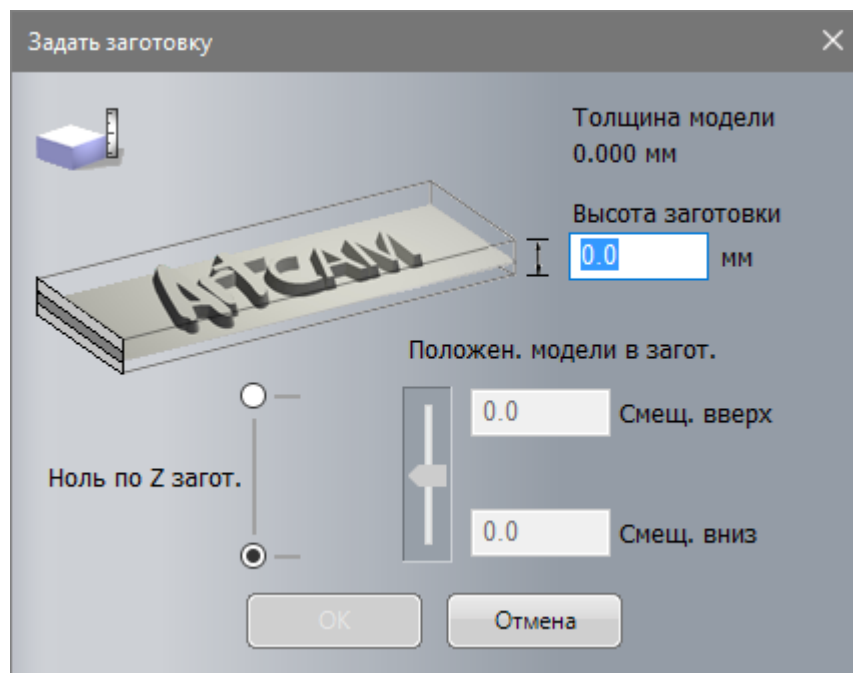 Задать заготовку
Толщина модели
0.000 мм
Высота заготовки
0.0 мм
ArtCAM
Положен. модели в загот.
0.0 Смещ. вверх
Ноль по Z загот.
0.0 Смещ. вниз
OK Отмена